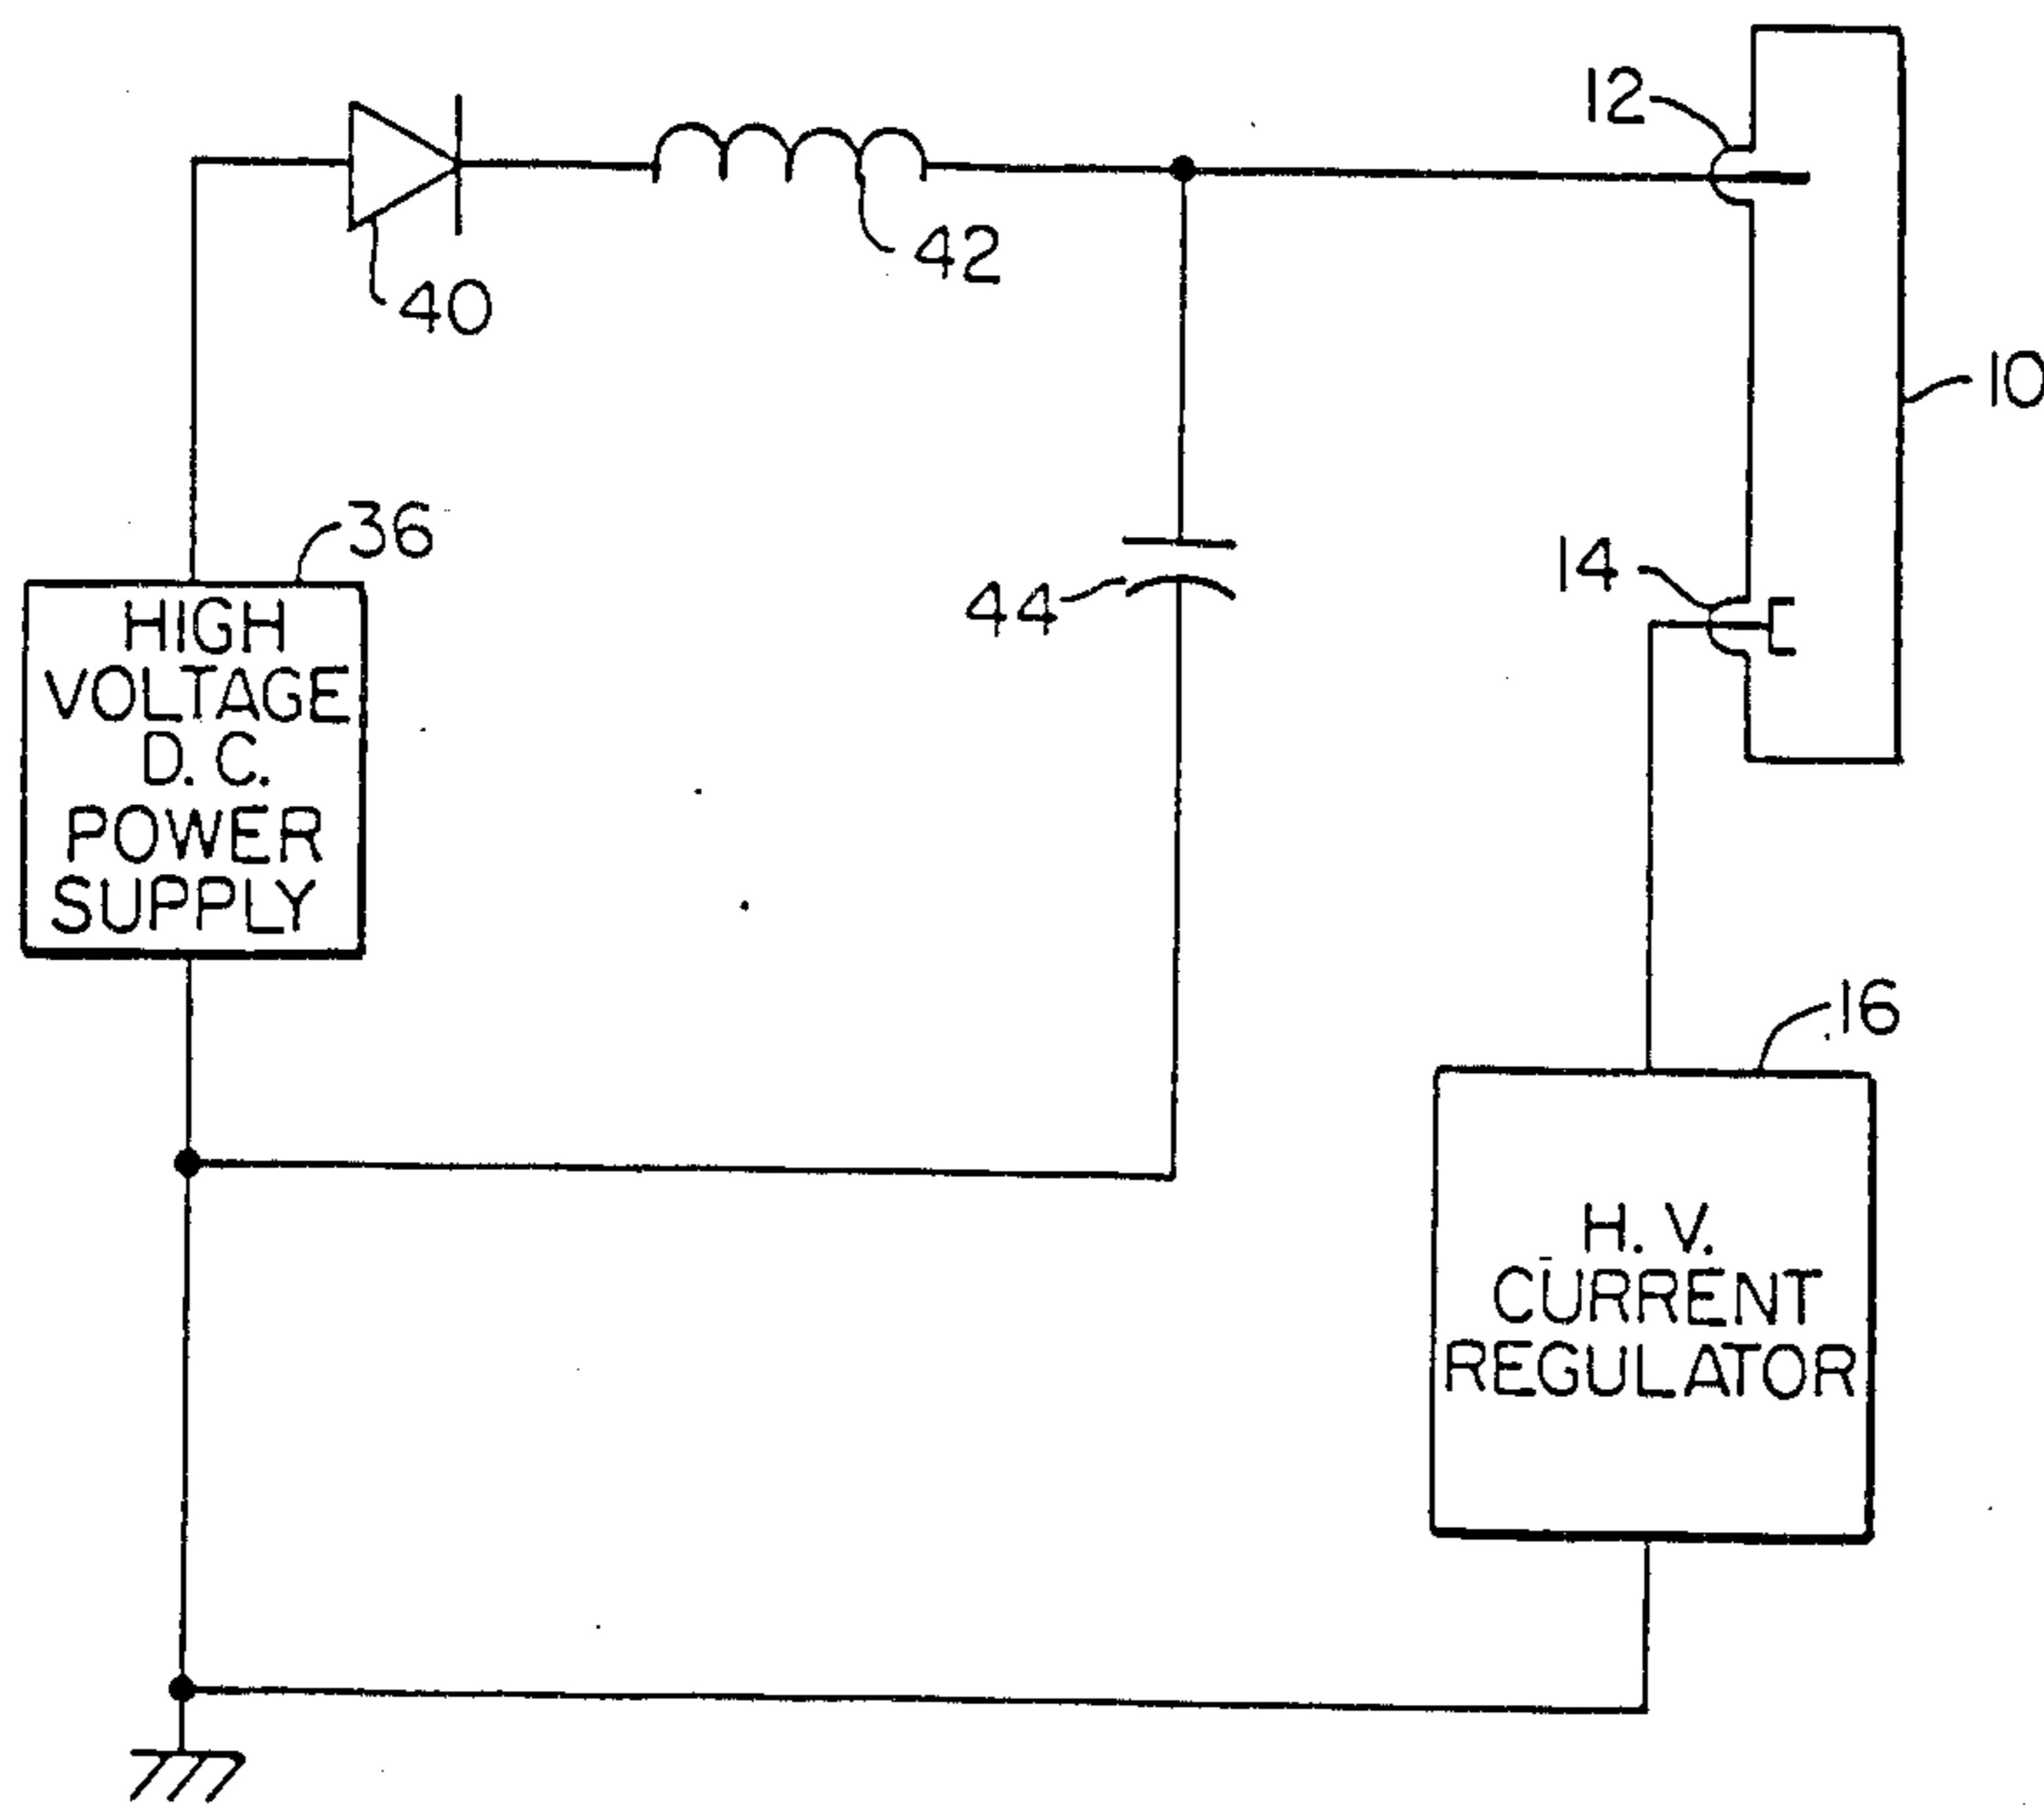 12
40
42
10
36
HIGH
VOLTAGE
D.C.
POWER
SUPPLY
44
14
16
H.V.
CURRENT
REGULATOR